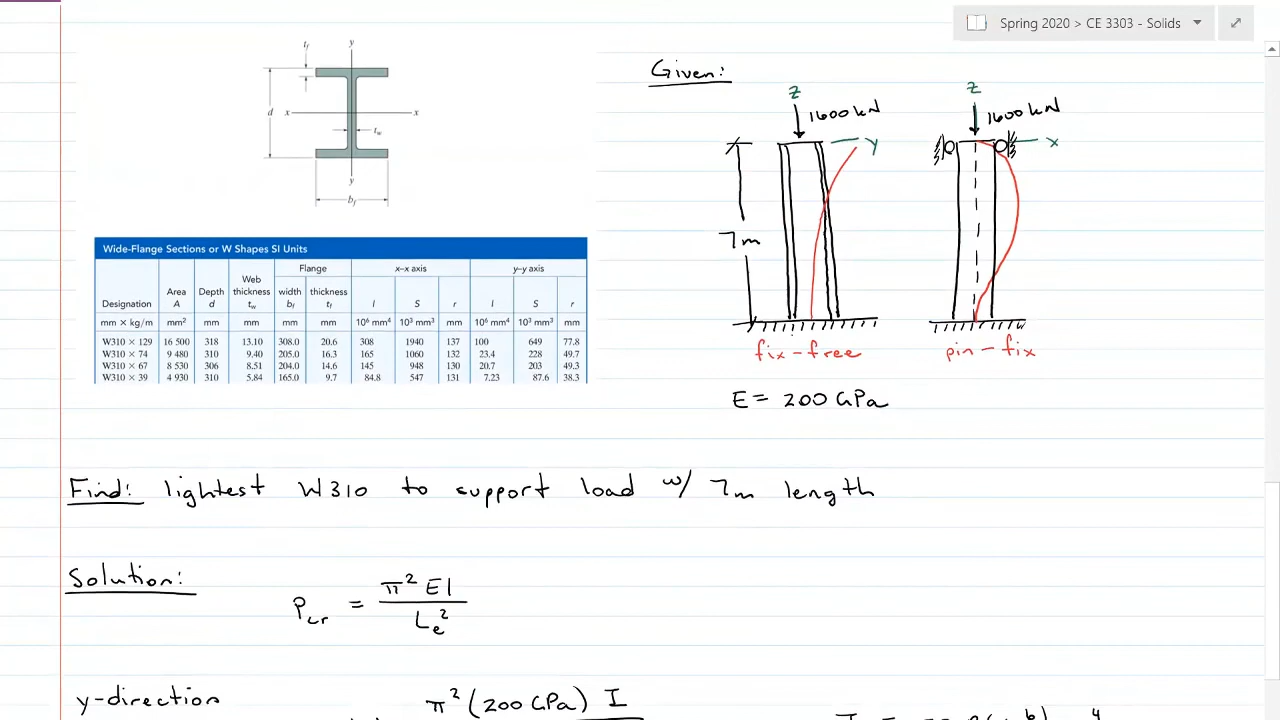 Spring 2020 > CE 3303 - Solids
y
tf
d x x
tw
y
bf
Wide-Flange Sections or W Shapes SI Units
Flange x–x axis y–y axis
Designation Area A Depth d Web thickness tw width bf thickness tf I S r I S r
mm × kg/m mm² mm mm mm mm 10⁶ mm⁴ 10³ mm³ mm 10⁶ mm⁴ 10³ mm³ mm
W310 × 129 16 500 318 13.10 308.0 20.6 308 1940 137 100 649 77.8
W310 × 74 9 480 310 9.40 205.0 16.3 165 1060 132 23.4 228 49.7
W310 × 67 8 530 306 8.51 204.0 14.6 145 948 130 20.7 203 49.3
W310 × 39 4 930 310 5.84 165.0 9.7 84.8 547 131 7.23 87.6 38.3
Given:
z z
1600 kN 1600 kN
y x
7m
fix-free pin-fix
E = 200 GPa
Find: lightest W310 to support load w/ 7m length
Solution:
Pcr = π² EI / Le²
y-direction
π² (200 GPa) I